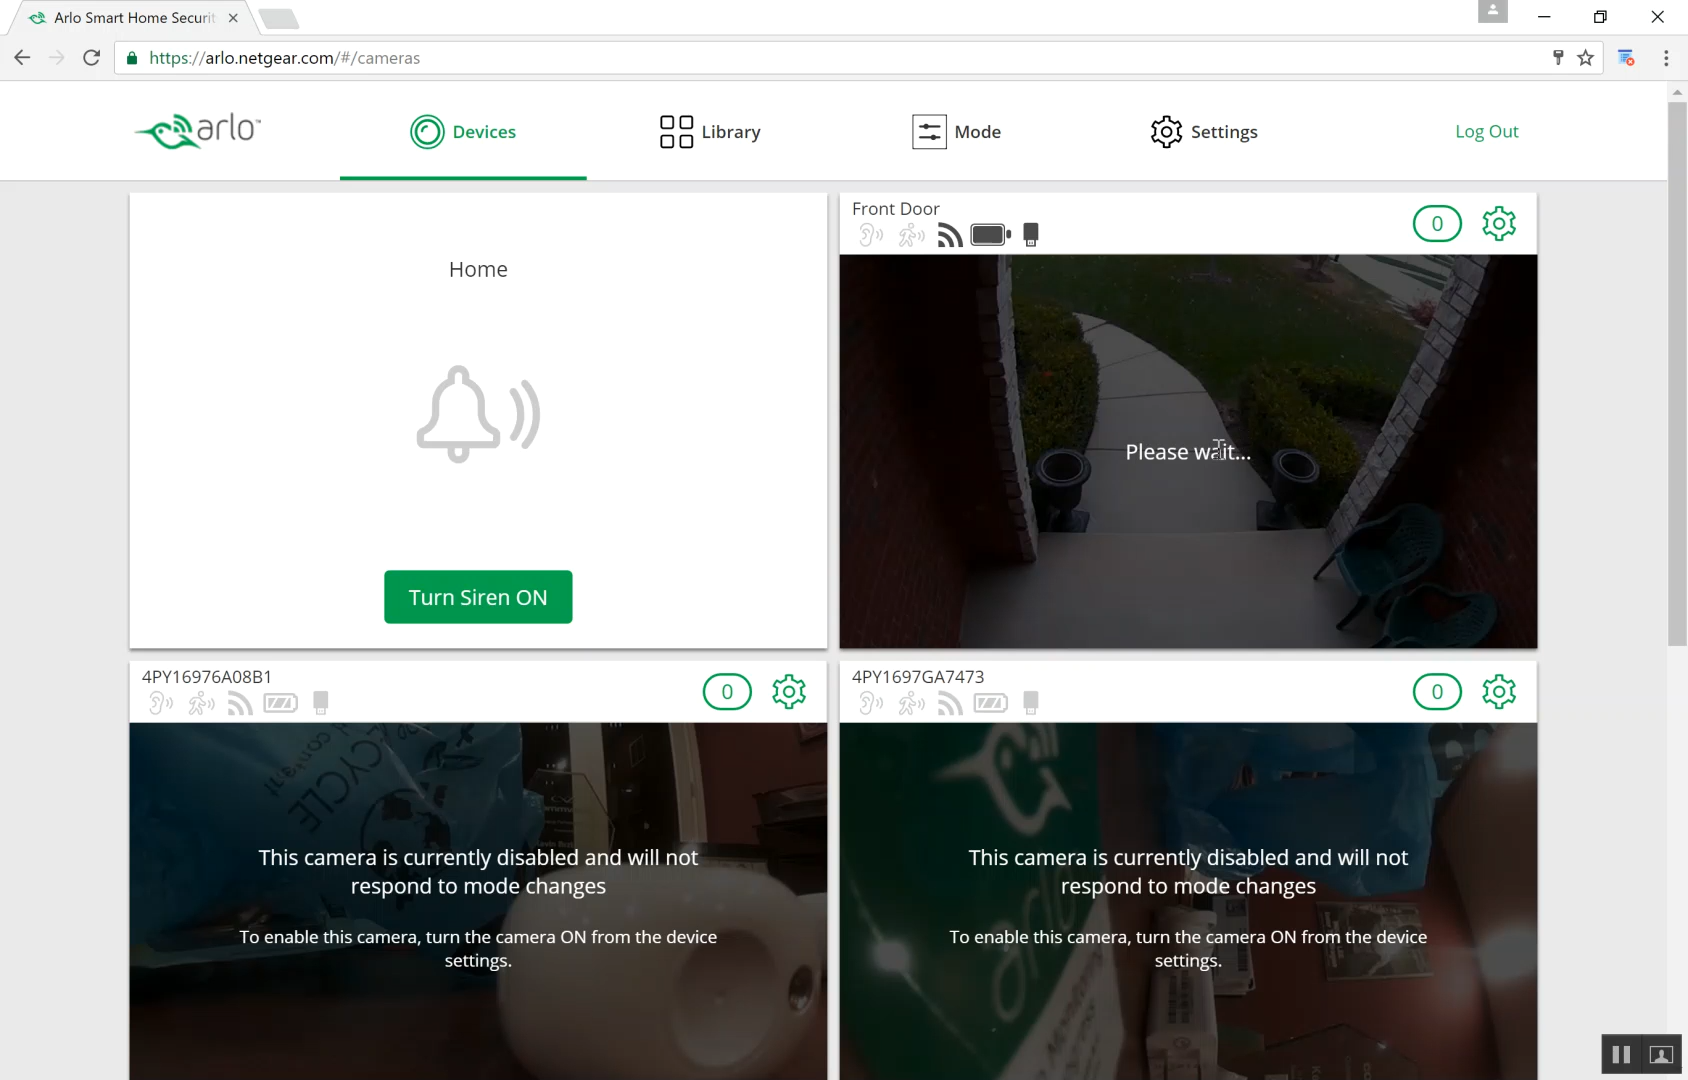 Arlo Smart Home Securit
https://arlo.netgear.com/#/cameras
arlo™
Devices
Library
Mode
Settings
Log Out
Home
Turn Siren ON
Front Door
0
Please wait...
4PY16976A08B1
0
This camera is currently disabled and will not
respond to mode changes
To enable this camera, turn the camera ON from the device
settings.
4PY1697GA7473
0
This camera is currently disabled and will not
respond to mode changes
To enable this camera, turn the camera ON from the device
settings.
CYCLE
arlo